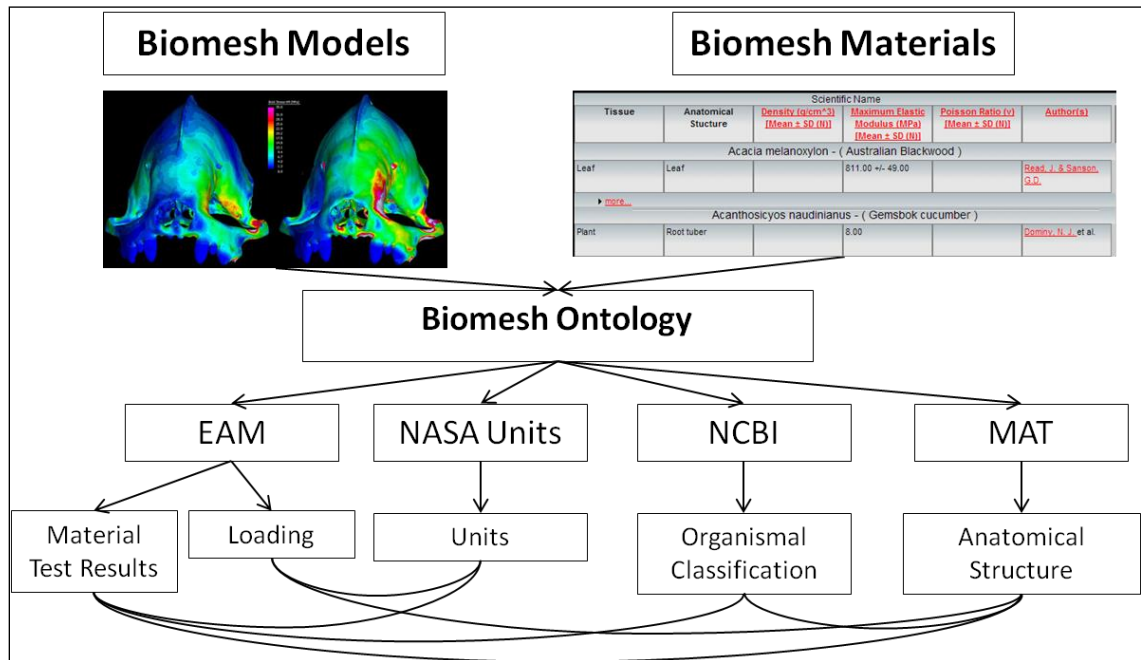 Biomesh Models
Biomesh Materials
Scientific Name
Tissue
Anatomical
Stucture
Density (g/cm^3)
[Mean ± SD (N)]
Maximum Elastic
Modulus (MPa)
[Mean ± SD (N)]
Poisson Ratio (v)
[Mean ± SD (N)]
Author(s)
Acacia melanoxylon - ( Australian Blackwood )
Leaf
Leaf
811.00 +/- 49.00
Read, J. & Sanson,
G.D.
more...
Acanthosicyos naudinianus - ( Gemsbok cucumber )
Plant
Root tuber
8.00
Dominy, N. J. et al.
Biomesh Ontology
EAM
NASA Units
NCBI
MAT
Material
Test Results
Loading
Units
Organismal
Classification
Anatomical
Structure